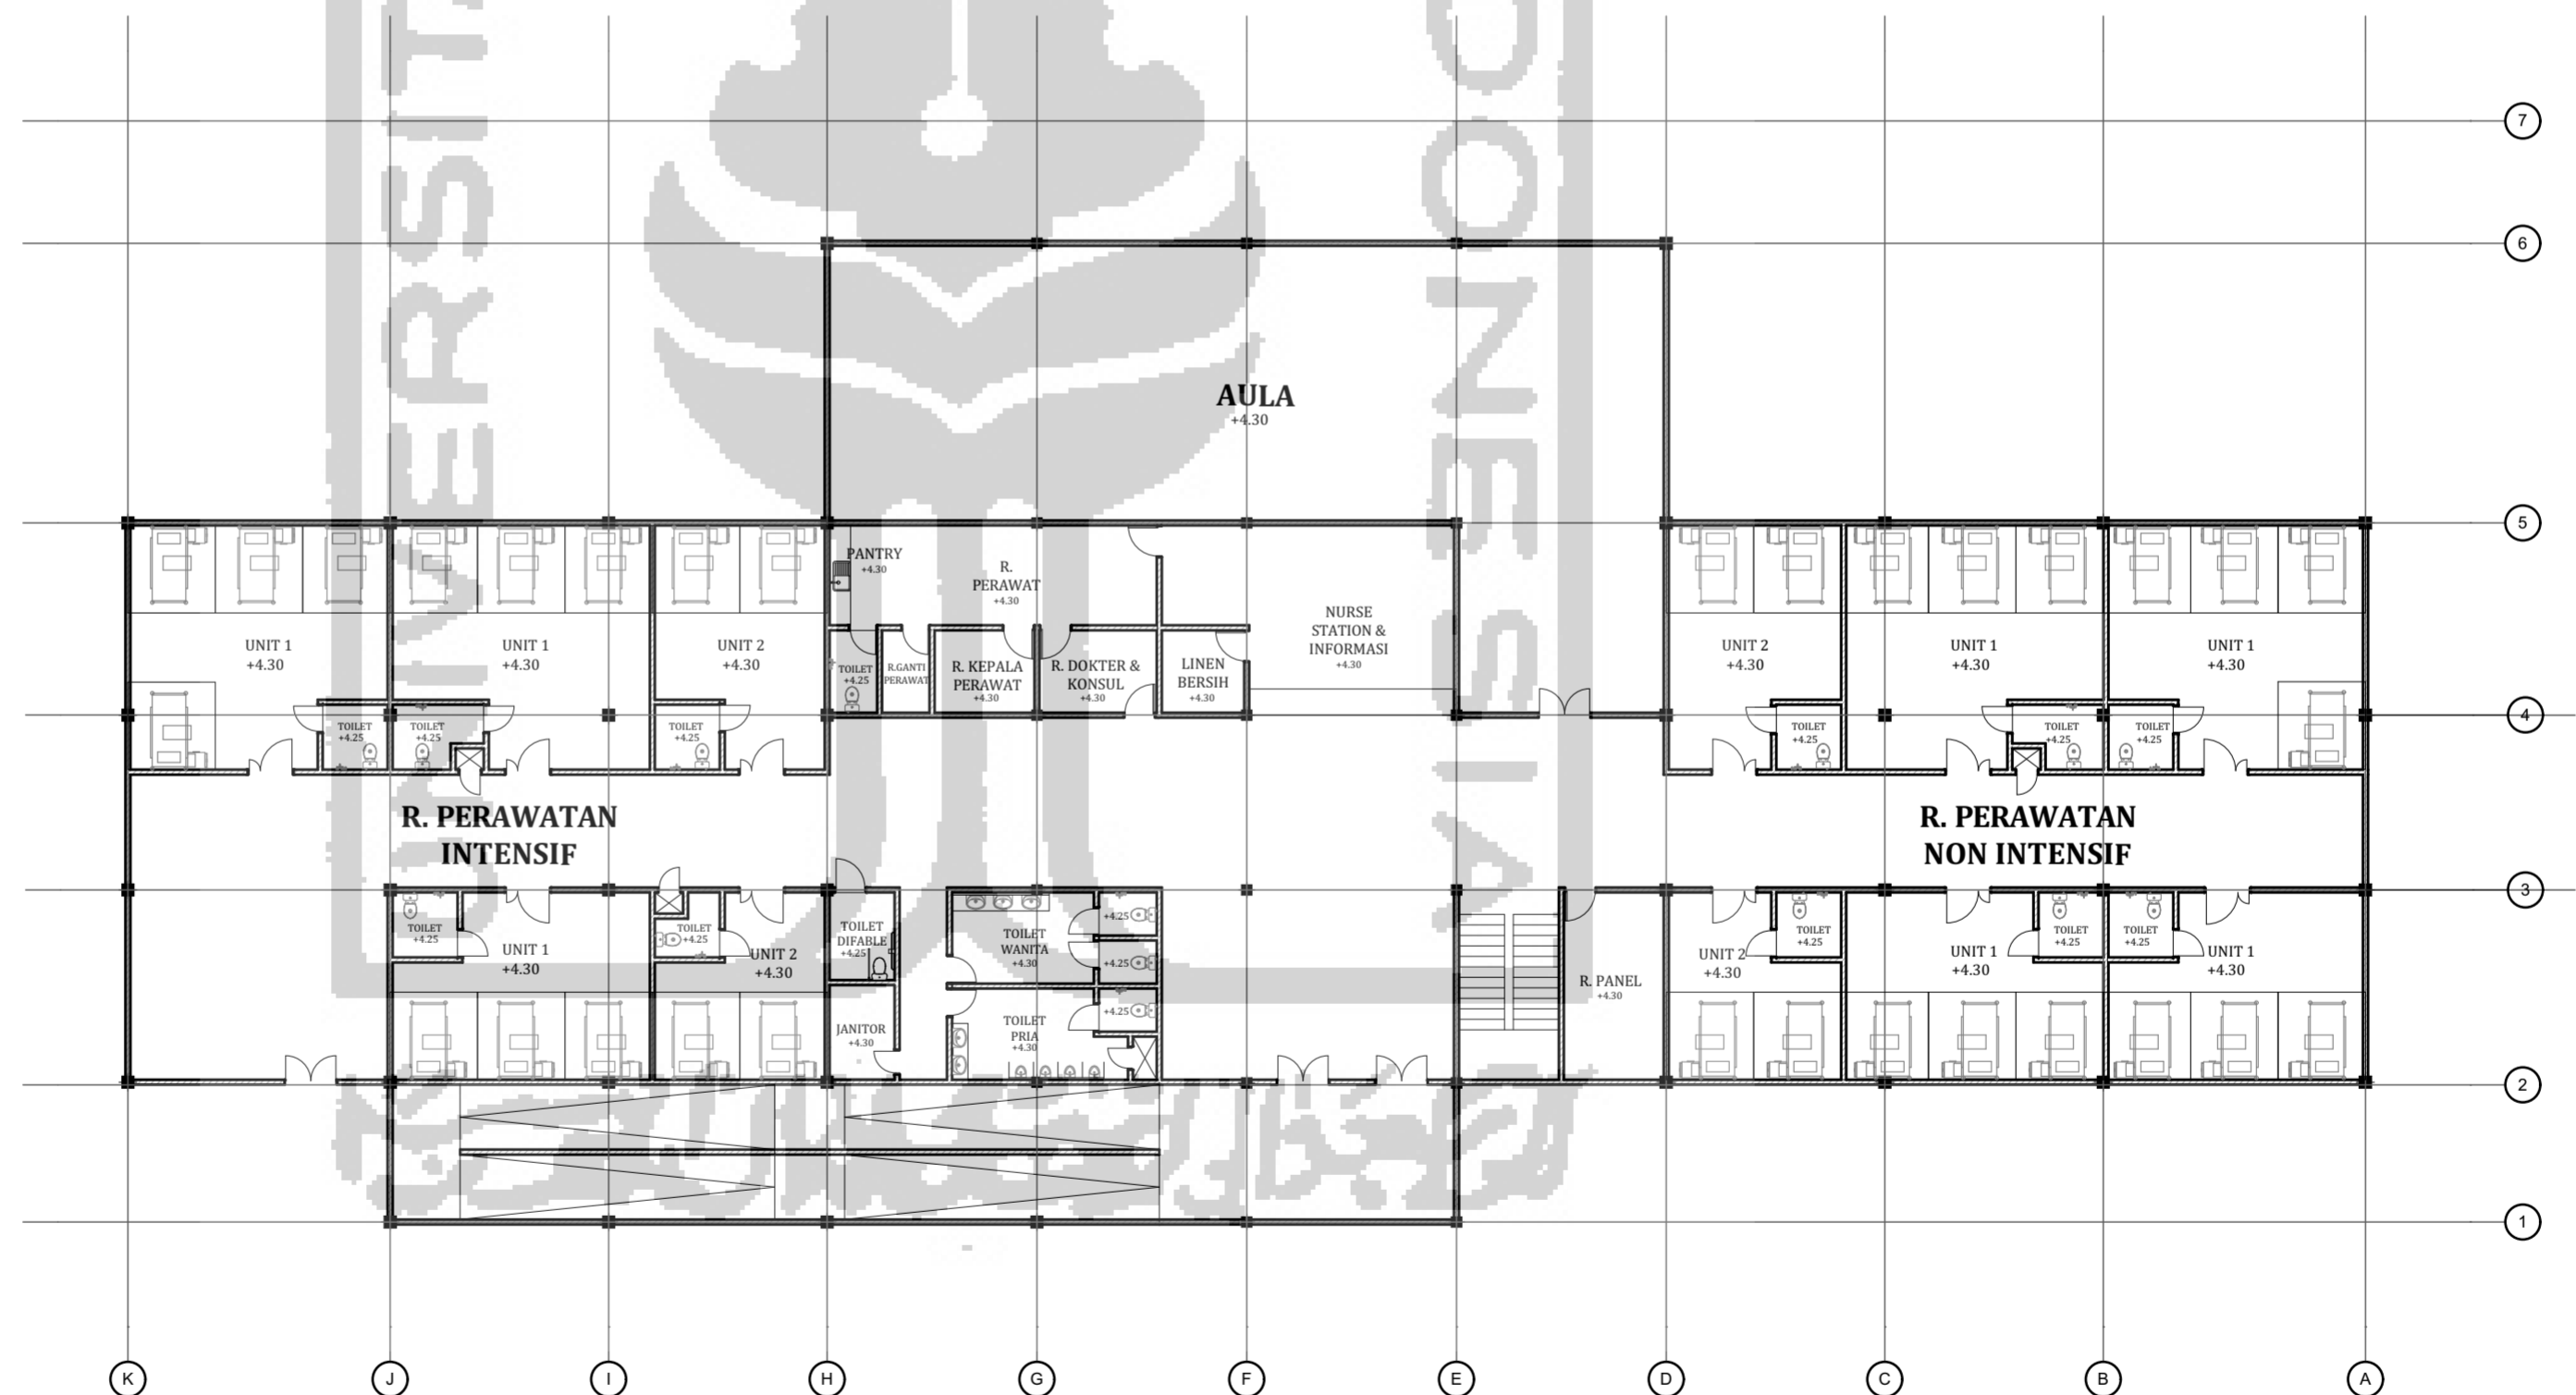 UNIVERSITAS
INDONESIA
7
6
AULA
+4.30
5
PANTRY
+4.30
R.
PERAWAT
+4.30
NURSE
STATION &
INFORMASI
+4.30
UNIT 1
+4.30
UNIT 1
+4.30
UNIT 2
+4.30
TOILET
+4.25
R.GANTI
PERAWAT
R. KEPALA
PERAWAT
+4.30
R. DOKTER &
KONSUL
+4.30
LINEN
BERSIH
+4.30
UNIT 2
+4.30
UNIT 1
+4.30
UNIT 1
+4.30
4
TOILET
+4.25
TOILET
+4.25
TOILET
+4.25
TOILET
+4.25
TOILET
+4.25
TOILET
+4.25
R. PERAWATAN
INTENSIF
R. PERAWATAN
NON INTENSIF
3
TOILET
+4.25
UNIT 1
+4.30
TOILET
+4.25
UNIT 2
+4.30
TOILET
DIFABLE
+4.25
TOILET
WANITA
+4.30
+4.25
+4.25
+4.25
JANITOR
+4.30
TOILET
PRIA
+4.30
R. PANEL
+4.30
UNIT 2
+4.30
TOILET
+4.25
UNIT 1
+4.30
TOILET
+4.25
TOILET
+4.25
UNIT 1
+4.30
2
1
K
J
I
H
G
F
E
D
C
B
A